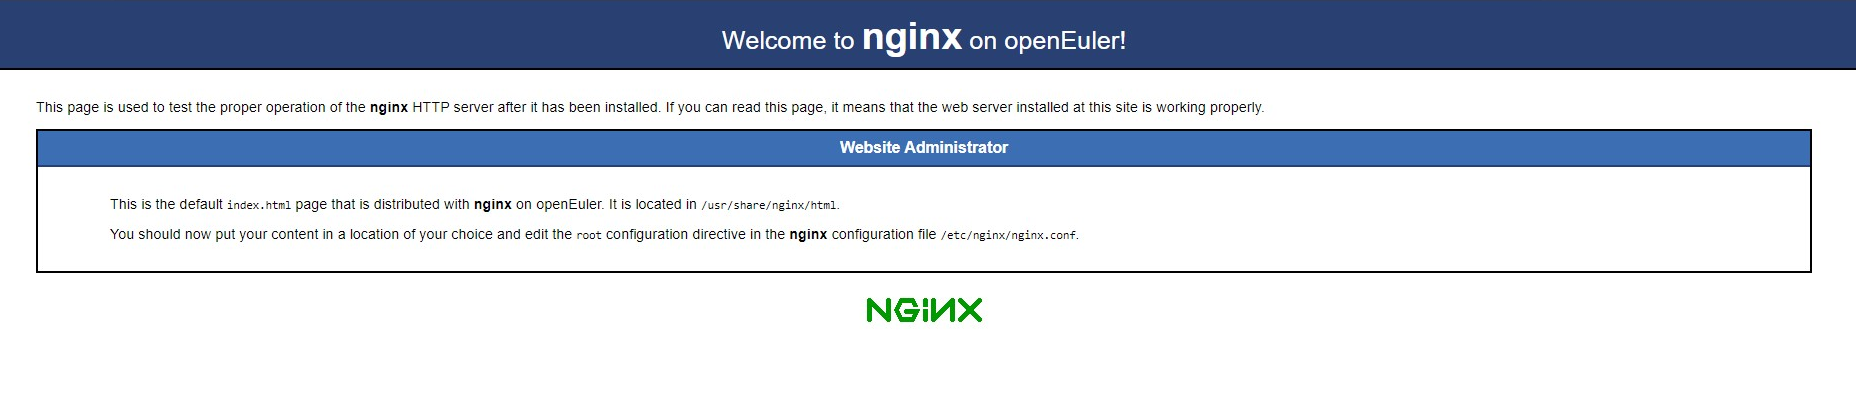 Welcome to nginx on openEuler!
This page is used to test the proper operation of the nginx HTTP server after it has been installed. If you can read this page, it means that the web server installed at this site is working properly.
Website Administrator
This is the default index.html page that is distributed with nginx on openEuler. It is located in /usr/share/nginx/html.
You should now put your content in a location of your choice and edit the root configuration directive in the nginx configuration file /etc/nginx/nginx.conf.
NGINX